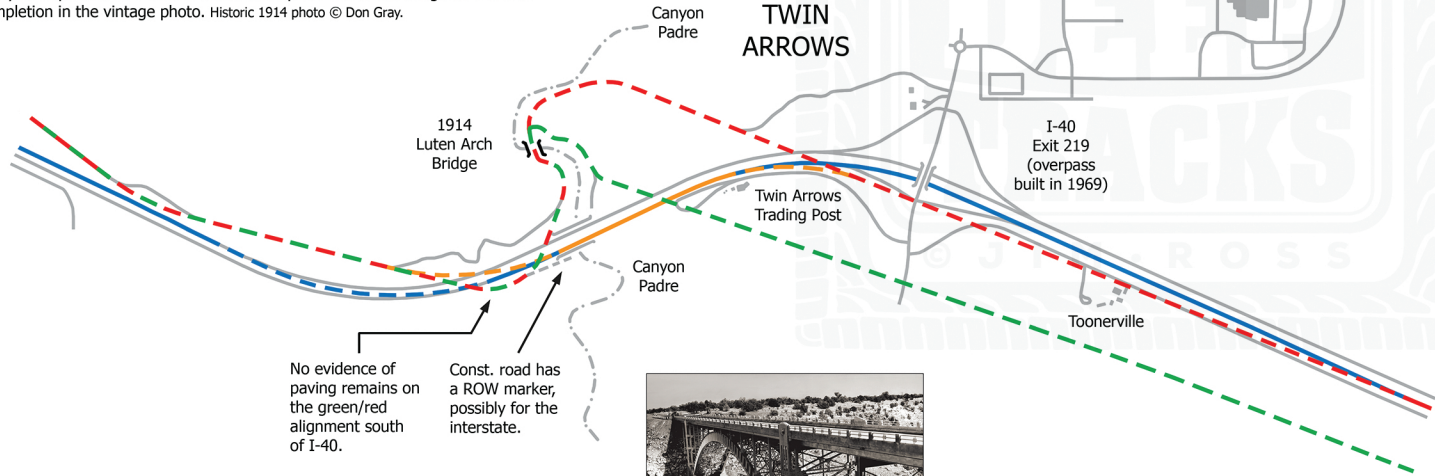 mpletion in the vintage photo. Historic 1914 photo © Don Gray.
Canyon
Padre
TWIN
ARROWS
1914
Luten Arch
Bridge
I-40
Exit 219
(overpass
built in 1969)
Twin Arrows
Trading Post
Canyon
Padre
Toonerville
No evidence of
paving remains on
the green/red
alignment south
of I-40.
Const. road has
a ROW marker,
possibly for the
interstate.